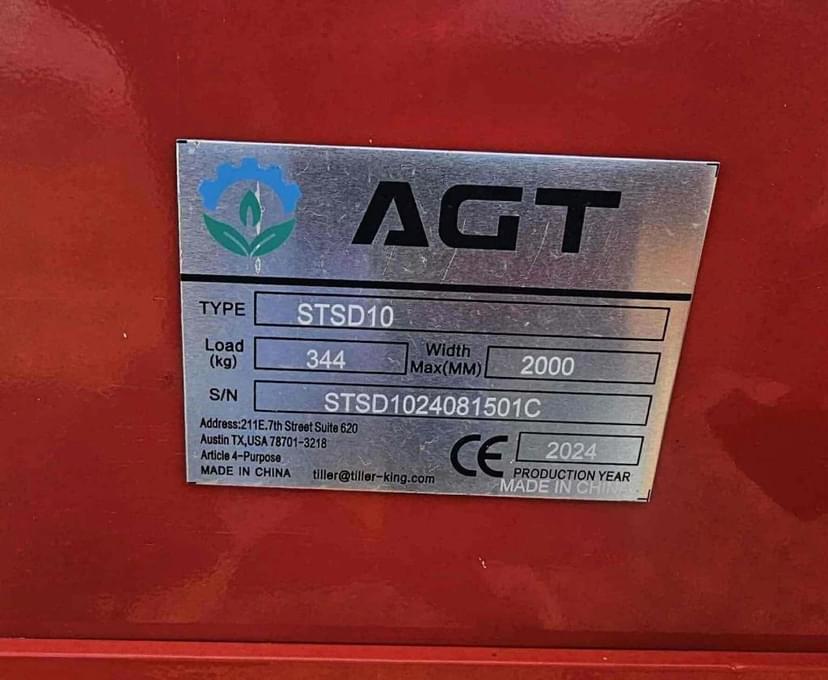 AGT
TYPE STSD10
Load (kg) 344 Width Max(MM) 2000
S/N STSD1024081501C
Address:211E.7th Street Suite 620
Austin TX,USA 78701-3218
Article 4-Purpose
MADE IN CHINA tiller@tiller-king.com
CE 2024
PRODUCTION YEAR
MADE IN CHINA